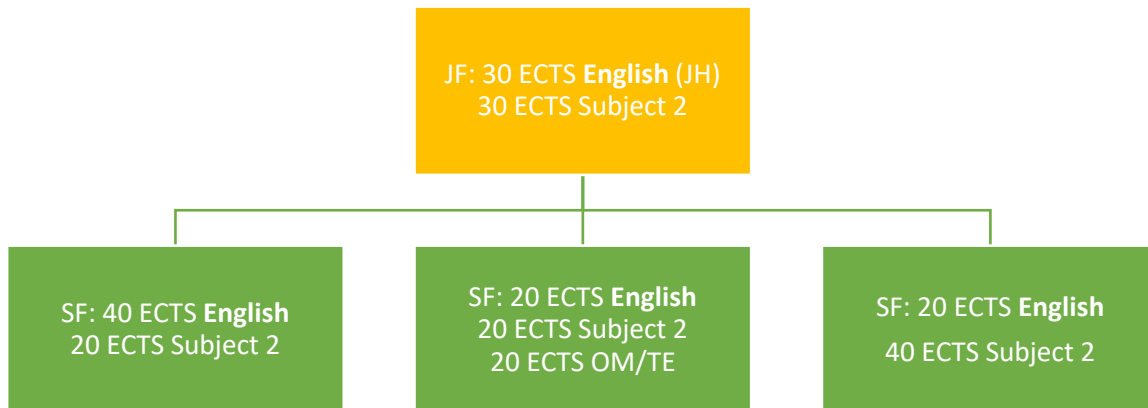 JF: 30 ECTS English (JH)
30 ECTS Subject 2
SF: 40 ECTS English
20 ECTS Subject 2
SF: 20 ECTS English
20 ECTS Subject 2
20 ECTS OM/TE
SF: 20 ECTS English
40 ECTS Subject 2